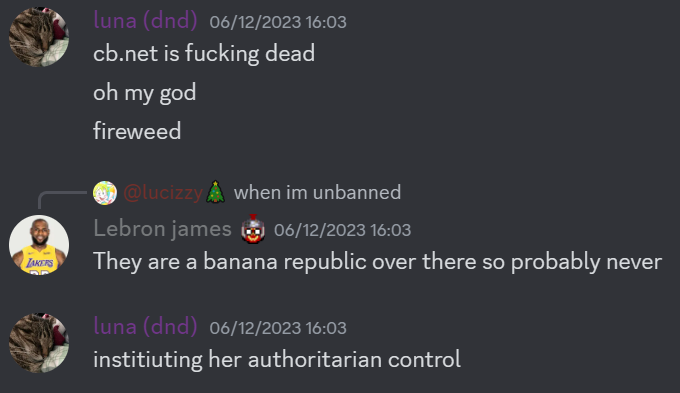 luna (dnd) 06/12/2023 16:03
cb.net is fucking dead
oh my god
fireweed
@lucizzy🎄 when im unbanned
Lebron james 06/12/2023 16:03
They are a banana republic over there so probably never
luna (dnd) 06/12/2023 16:03
institiuting her authoritarian control